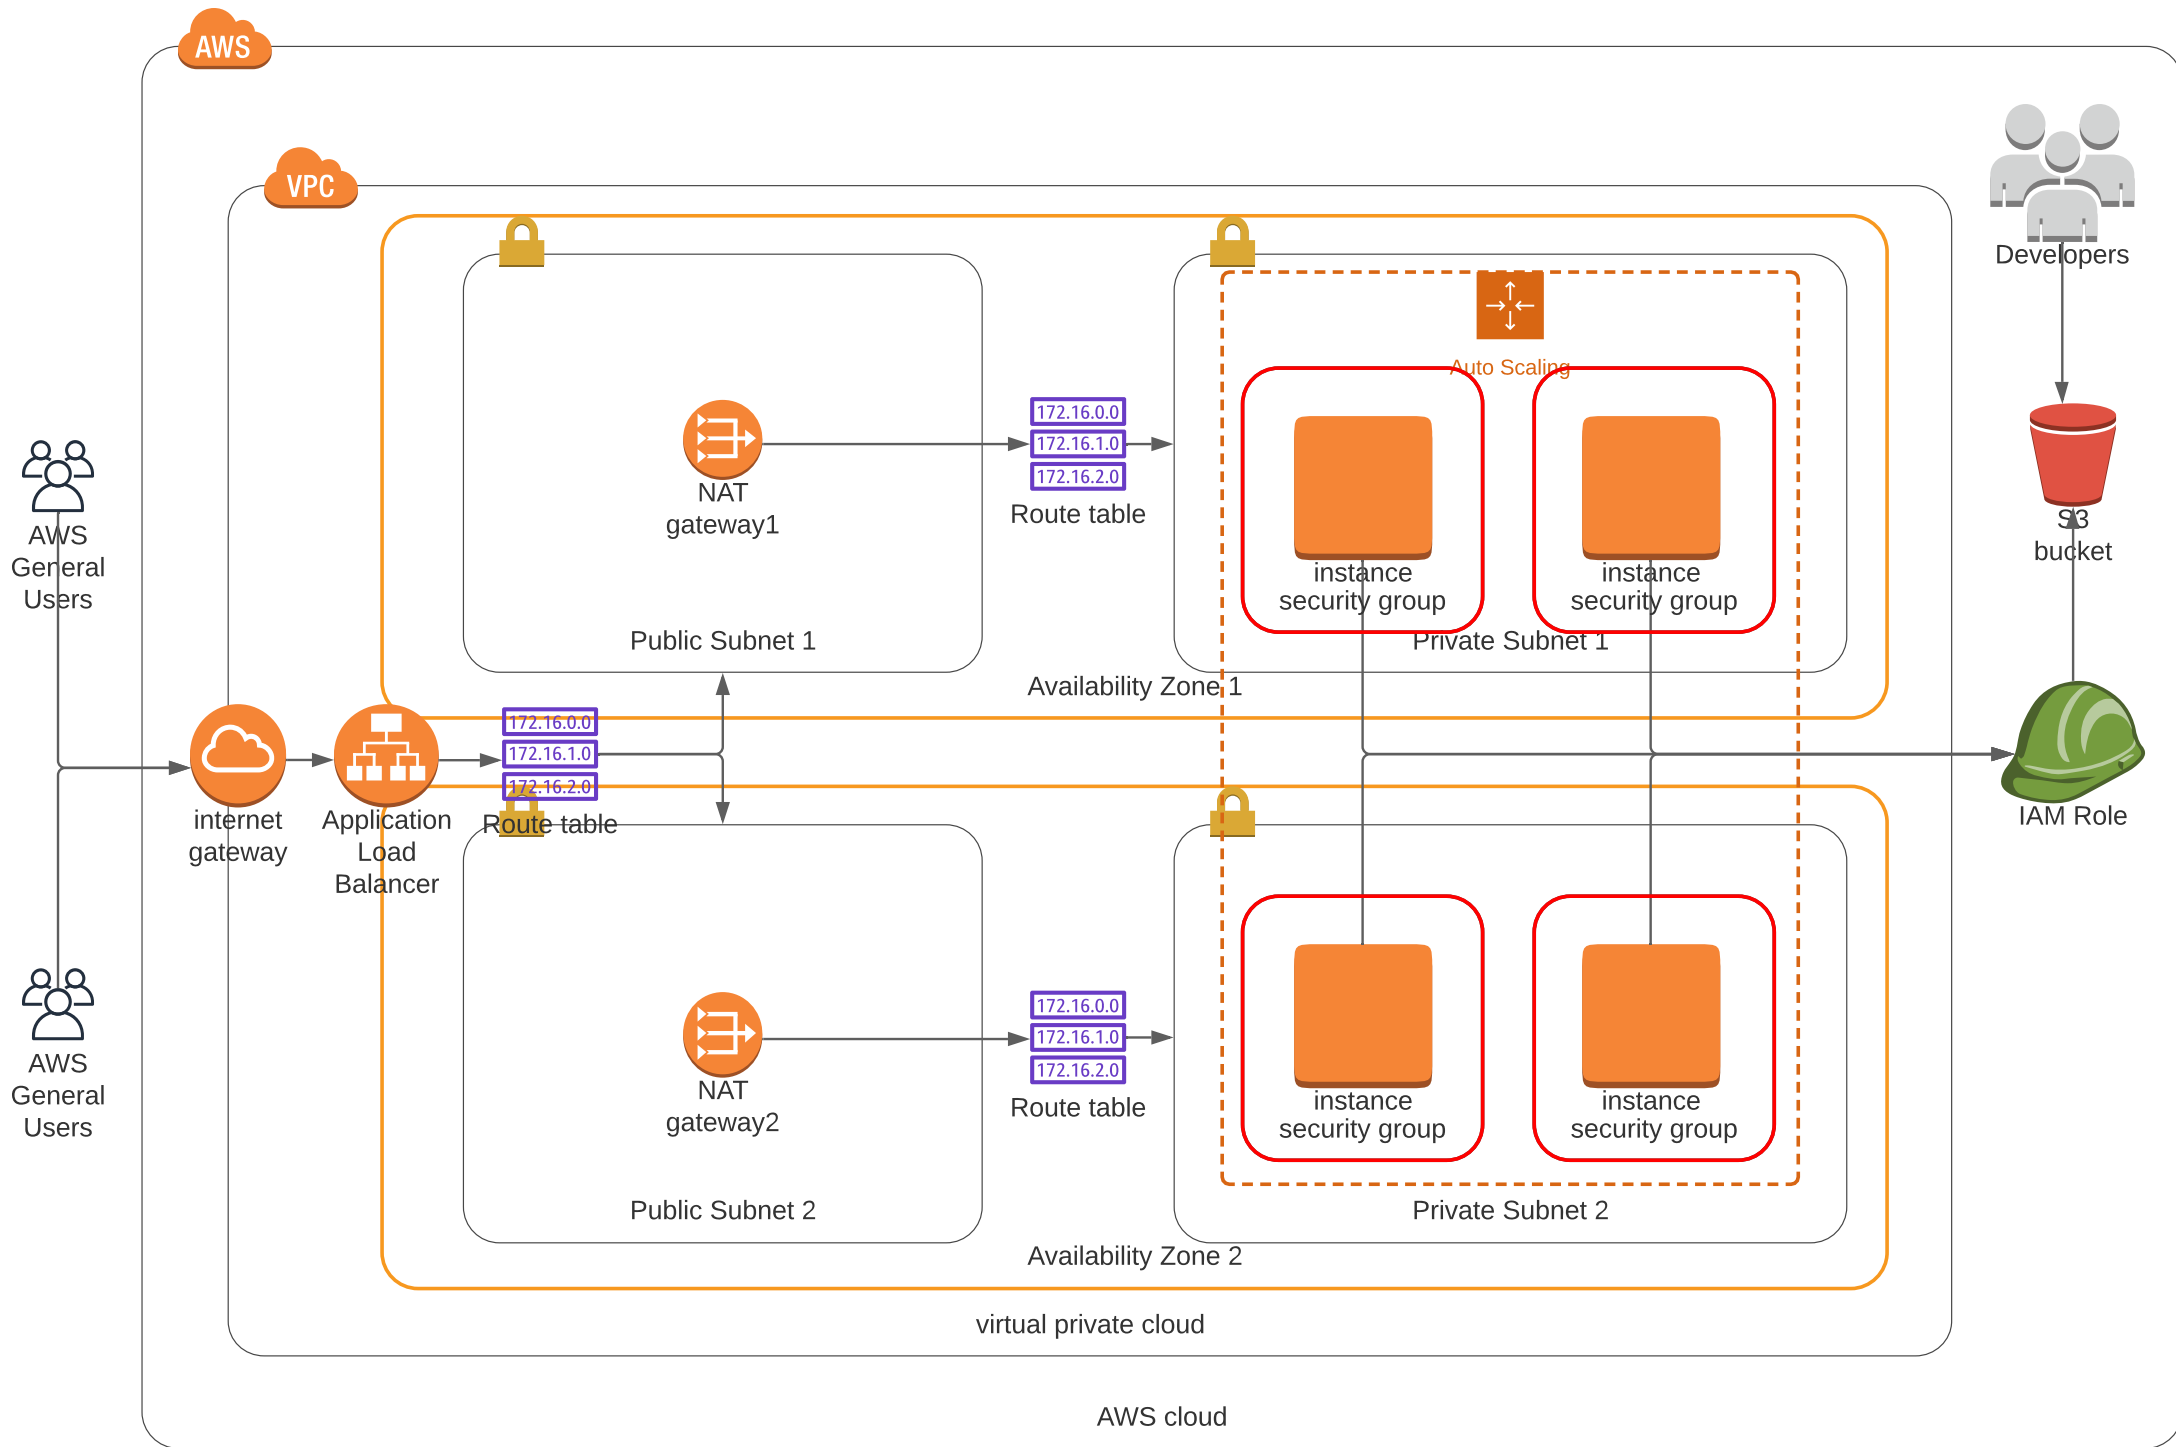 AWS
VPC
Developers
Auto Scaling
172.16.0.0
172.16.1.0
172.16.2.0
Route table
NAT
gateway1
instance
security group
instance
security group
S3
bucket
AWS
General
Users
Public Subnet 1
Private Subnet 1
Availability Zone 1
172.16.0.0
172.16.1.0
172.16.2.0
Route table
internet
gateway
Application
Load
Balancer
IAM Role
172.16.0.0
172.16.1.0
172.16.2.0
Route table
NAT
gateway2
instance
security group
instance
security group
AWS
General
Users
Public Subnet 2
Private Subnet 2
Availability Zone 2
virtual private cloud
AWS cloud